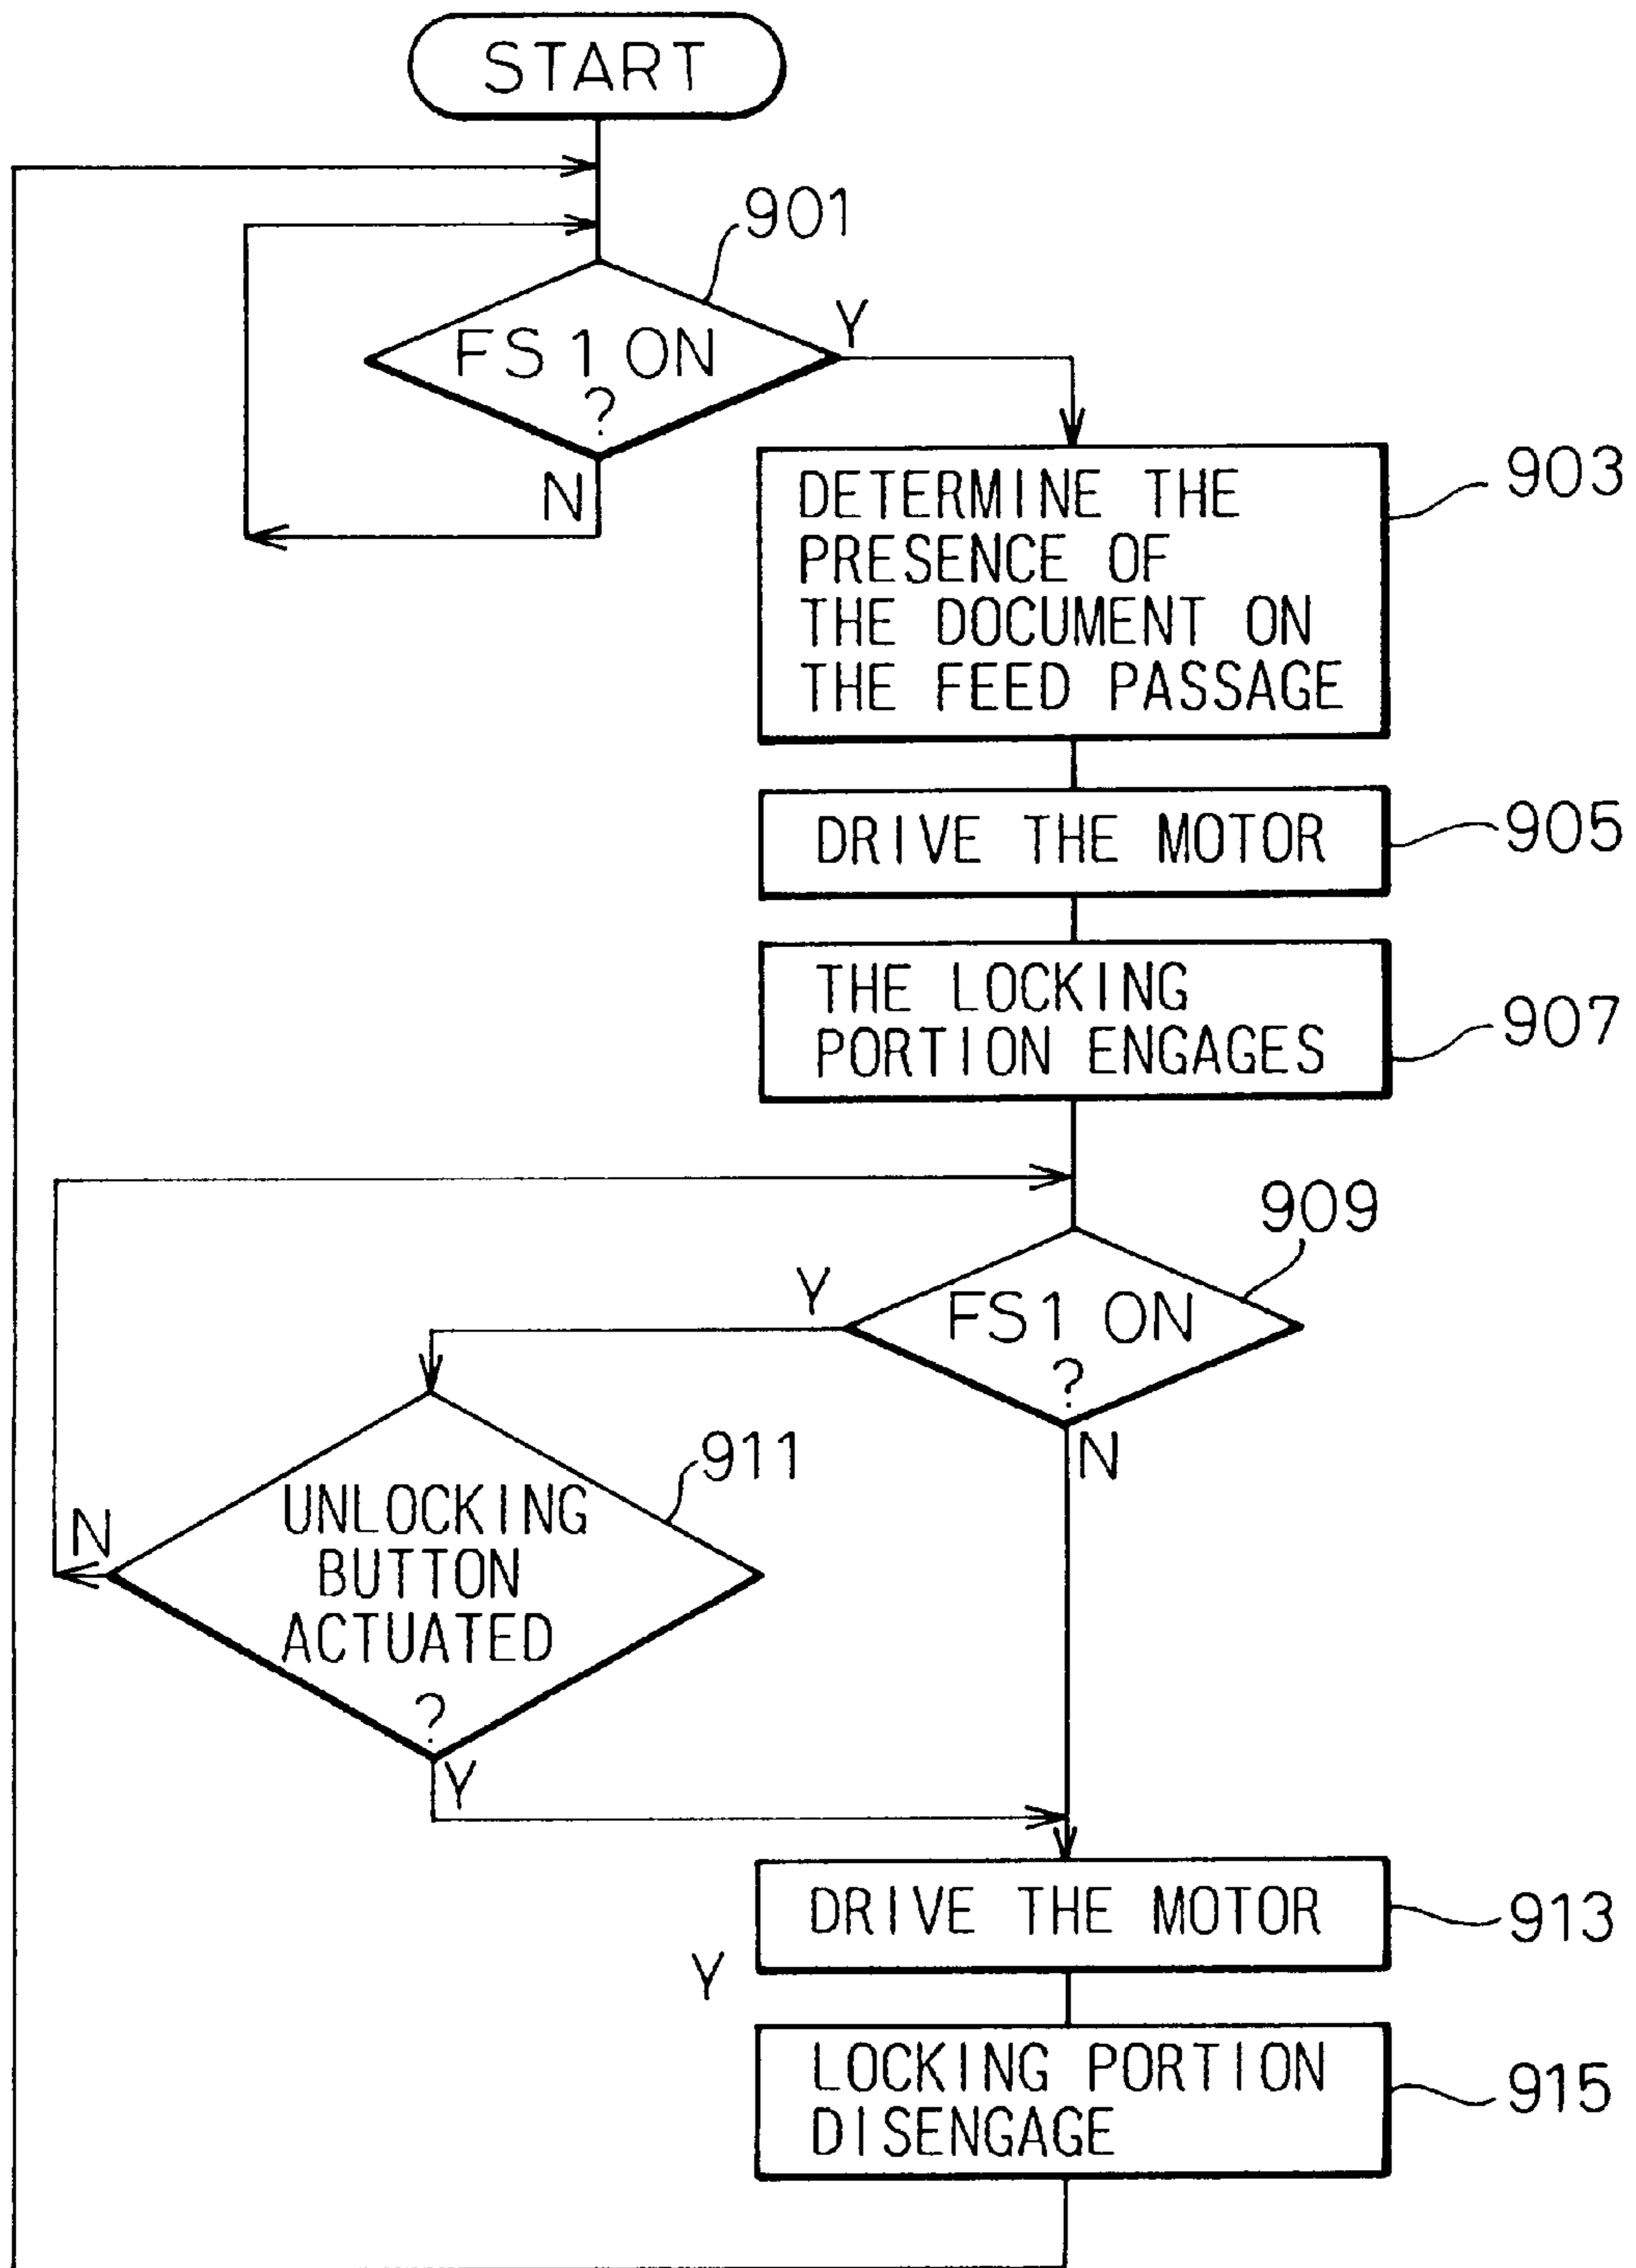 START
901
FS 1 ON
?
Y
N
DETERMINE THE
PRESENCE OF
THE DOCUMENT ON
THE FEED PASSAGE
903
DRIVE THE MOTOR
905
THE LOCKING
PORTION ENGAGES
907
909
FS1 ON
?
Y
N
911
UNLOCKING
BUTTON
ACTUATED
?
N
Y
DRIVE THE MOTOR
913
Y
LOCKING PORTION
DISENGAGE
915